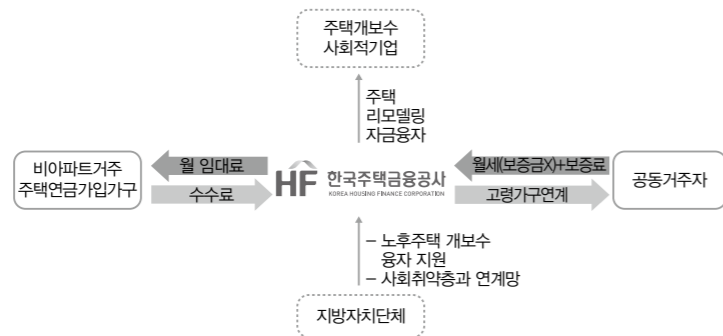 주택개보수
사회적기업
주택
리모델링
자금융자
비아파트거주
주택연금가입가구
월 임대료
수수료
HF 한국주택금융공사
KOREA HOUSING FINANCE CORPORATION
월세(보증금X)+보증료
고령가구연계
공동거주자
– 노후주택 개보수
융자 지원
– 사회취약층과 연계망
지방자치단체